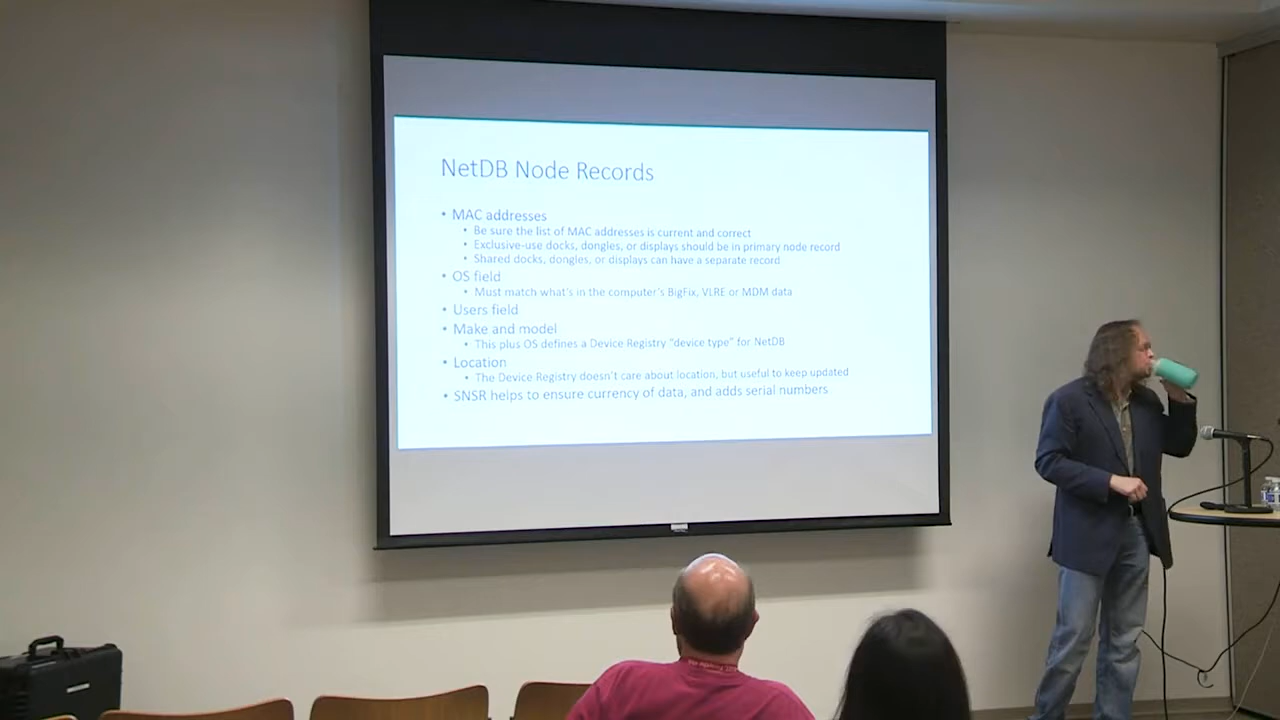 NetDB Node Records
• MAC addresses
• Be sure the list of MAC addresses is current and correct
• Exclusive-use docks, dongles, or displays should be in primary node record
• Shared docks, dongles, or displays can have a separate record
• OS field
• Must match what's in the computer's BigFix, VLRE or MDM data
• Users field
• Make and model
• This plus OS defines a Device Registry "device type" for NetDB
• Location
• The Device Registry doesn't care about location, but useful to keep updated
• SNSR helps to ensure currency of data, and adds serial numbers